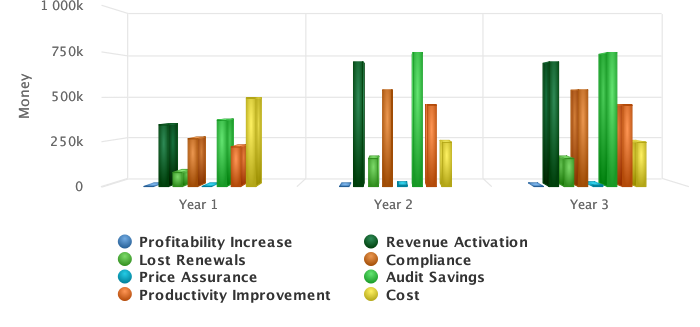 1 000k
750k
500k
250k
0
Money
Year 1 Year 2 Year 3
Profitability Increase Revenue Activation
Lost Renewals Compliance
Price Assurance Audit Savings
Productivity Improvement Cost